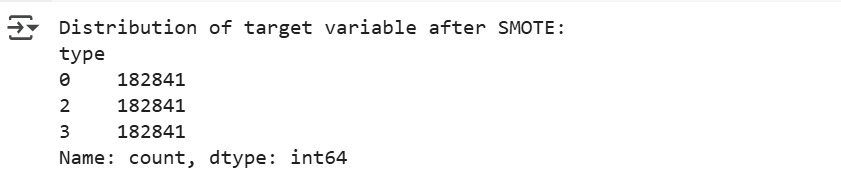 Distribution of target variable after SMOTE:
type
0    182841
2    182841
3    182841
Name: count, dtype: int64